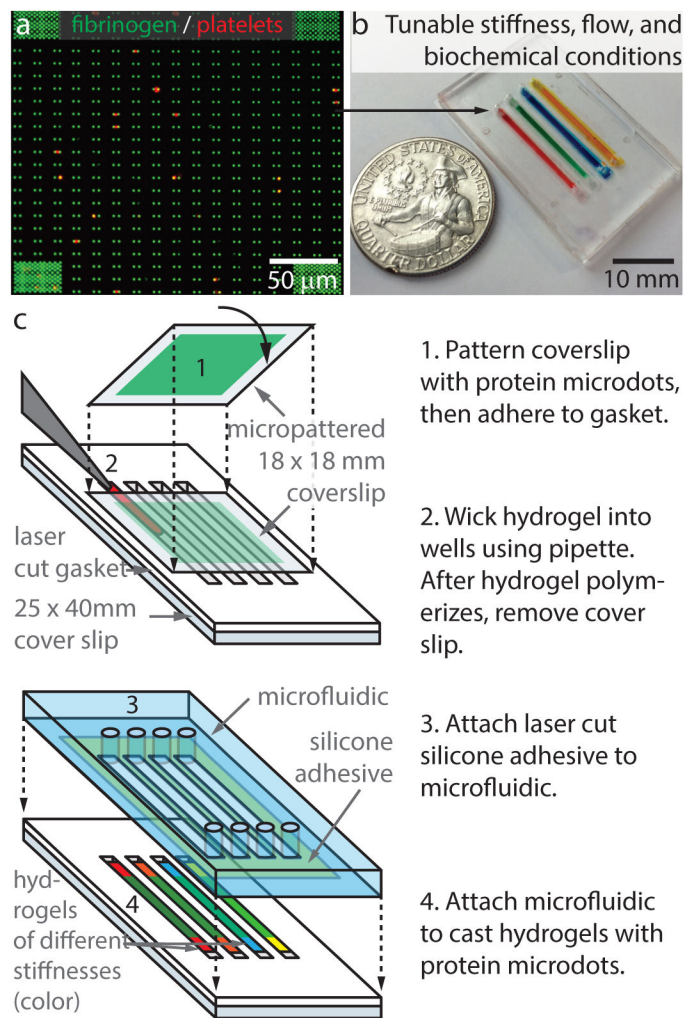 a
fibrinogen / platelets
50 μm
b
Tunable stiffness, flow, and
biochemical conditions
UNITED STATES OF AMERICA
QUARTER DOLLAR
10 mm
c
1
micropattered
18 x 18 mm
coverslip
2
laser
cut gasket
25 x 40mm
cover slip
1. Pattern coverslip
with protein microdots,
then adhere to gasket.
2. Wick hydrogel into
wells using pipette.
After hydrogel polym-
erizes, remove cover
slip.
3
microfluidic
silicone
adhesive
4
hyd-
rogels
of different
stiffnesses
(color)
3. Attach laser cut
silicone adhesive to
microfluidic.
4. Attach microfluidic
to cast hydrogels with
protein microdots.